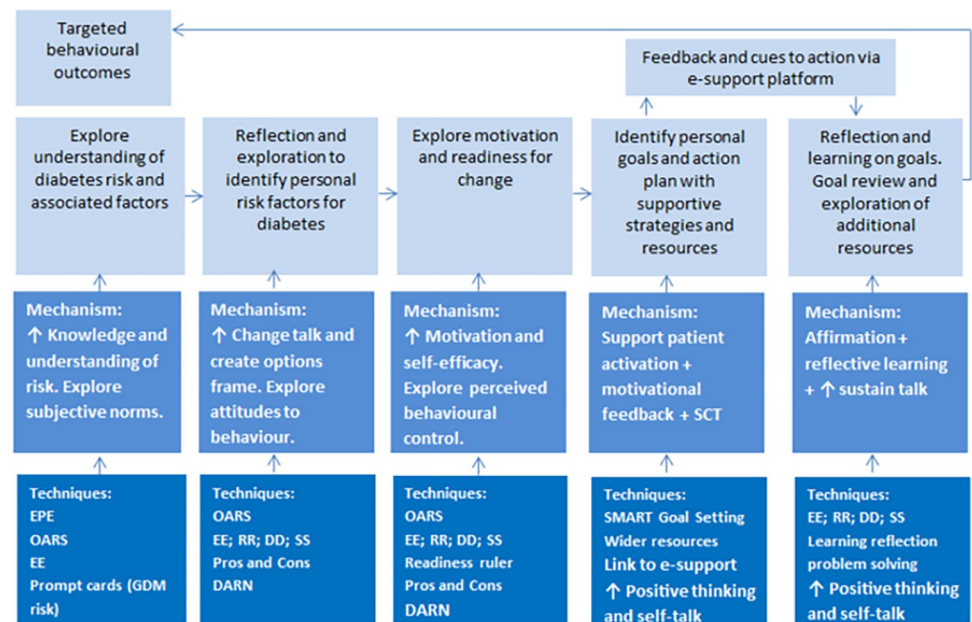 Targeted
behavioural
outcomes
Feedback and cues to action via
e-support platform
Explore
understanding of
diabetes risk and
associated factors
Reflection and
exploration to
identify personal
risk factors for
diabetes
Explore motivation
and readiness for
change
Identify personal
goals and action
plan with
supportive
strategies and
resources
Reflection and
learning on goals.
Goal review and
exploration of
additional
resources
Mechanism:
↑ Knowledge and
understanding of
risk. Explore
subjective norms.
Mechanism:
↑ Change talk and
create options
frame. Explore
attitudes to
behaviour.
Mechanism:
↑ Motivation and
self-efficacy.
Explore perceived
behavioural
control.
Mechanism:
Support patient
activation +
motivational
feedback + SCT
Mechanism:
Affirmation +
reflective learning
+ ↑ sustain talk
Techniques:
EPE
OARS
EE
Prompt cards (GDM
risk)
Techniques:
OARS
EE; RR; DD; SS
Pros and Cons
DARN
Techniques:
OARS
EE; RR; DD; SS
Readiness ruler
Pros and Cons
DARN
Techniques:
SMART Goal Setting
Wider resources
Link to e-support
↑ Positive thinking
and self-talk
Techniques:
EE; RR; DD; SS
Learning reflection
problem solving
↑ Positive thinking
and self-talk